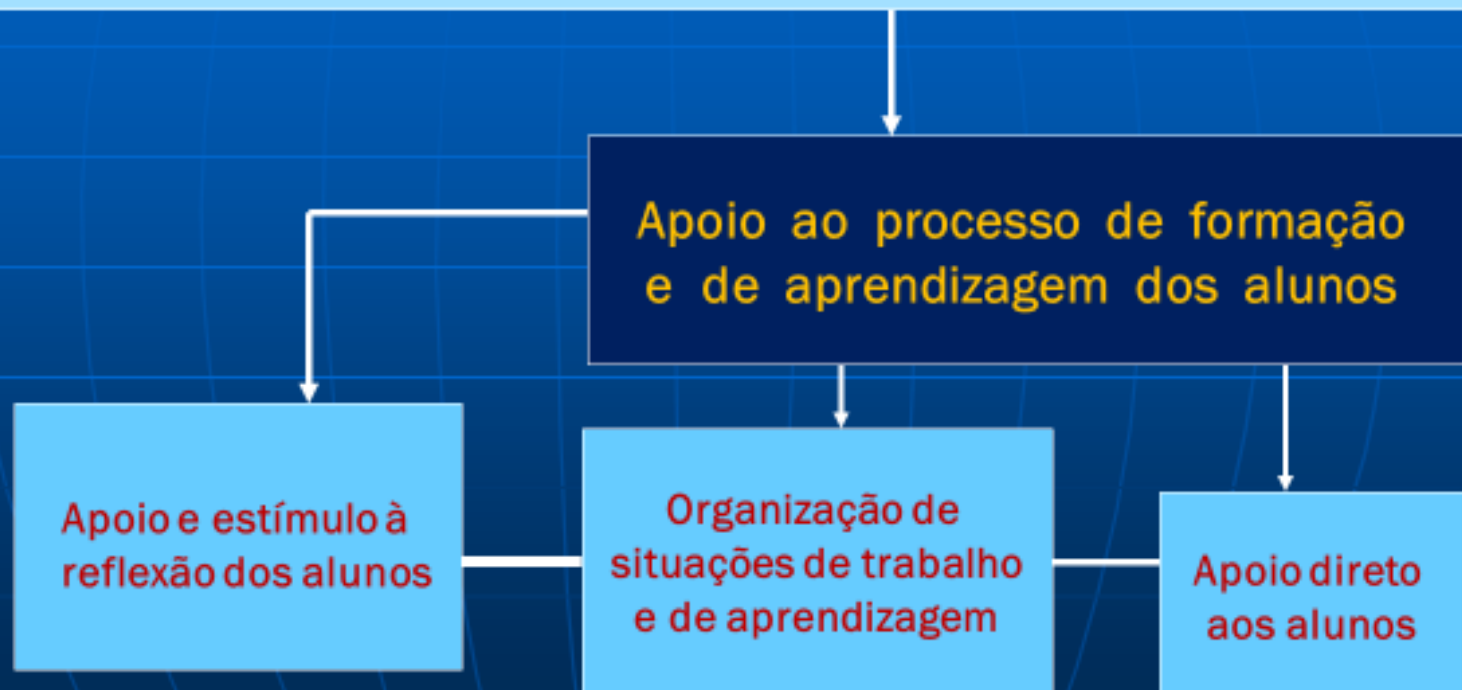 Apoio ao processo de formação
e de aprendizagem dos alunos
Apoio e estímulo à
reflexão dos alunos
Organização de
situações de trabalho
e de aprendizagem
Apoio direto
aos alunos